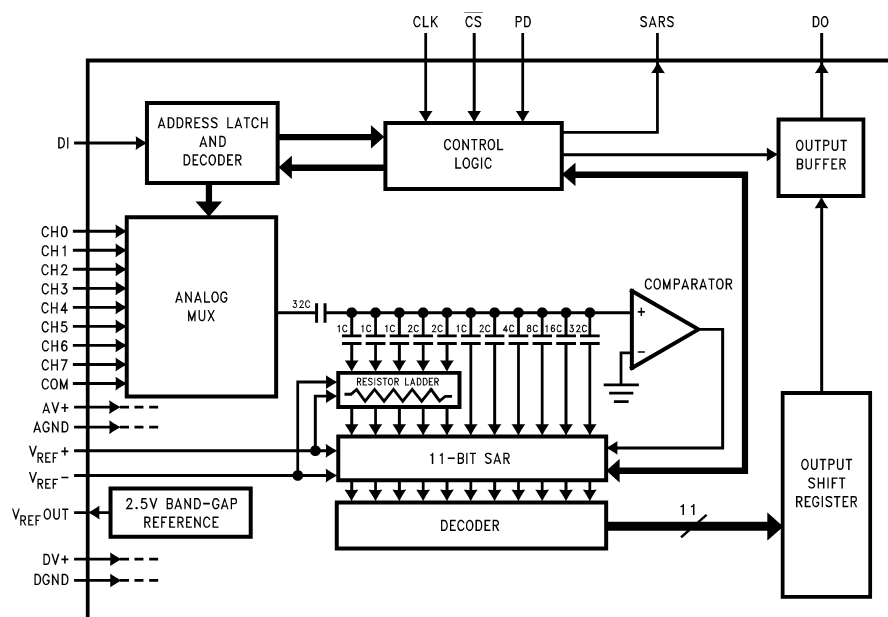 CLK
CS
PD
SARS
DO
DI
ADDRESS LATCH
AND
DECODER
CONTROL
LOGIC
OUTPUT
BUFFER
CH0
CH1
CH2
CH3
CH4
CH5
CH6
CH7
COM
AV+
AGND
VREF+
VREF-
VREFOUT
DV+
DGND
ANALOG
MUX
32C
1C 1C 1C 2C 2C 1C 2C 4C 8C 16C 32C
COMPARATOR
+
-
RESISTOR LADDER
11-BIT SAR
2.5V BAND-GAP
REFERENCE
DECODER
11
OUTPUT
SHIFT
REGISTER